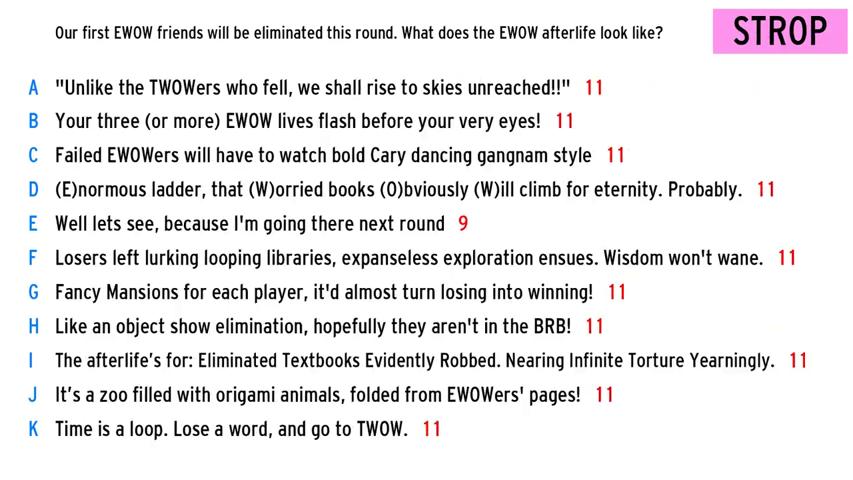 Our first EWOW friends will be eliminated this round. What does the EWOW afterlife look like?
STROP
A "Unlike the TWOWers who fell, we shall rise to skies unreached!!" 11
B Your three (or more) EWOW lives flash before your very eyes! 11
C Failed EWOWers will have to watch bold Cary dancing gangnam style 11
D (E)normous ladder, that (W)orried books (O)bviously (W)ill climb for eternity. Probably. 11
E Well lets see, because I'm going there next round 9
F Losers left lurking looping libraries, expanseless exploration ensues. Wisdom won't wane. 11
G Fancy Mansions for each player, it'd almost turn losing into winning! 11
H Like an object show elimination, hopefully they aren't in the BRB! 11
I The afterlife’s for: Eliminated Textbooks Evidently Robbed. Nearing Infinite Torture Yearningly. 11
J It’s a zoo filled with origami animals, folded from EWOWers' pages! 11
K Time is a loop. Lose a word, and go to TWOW. 11